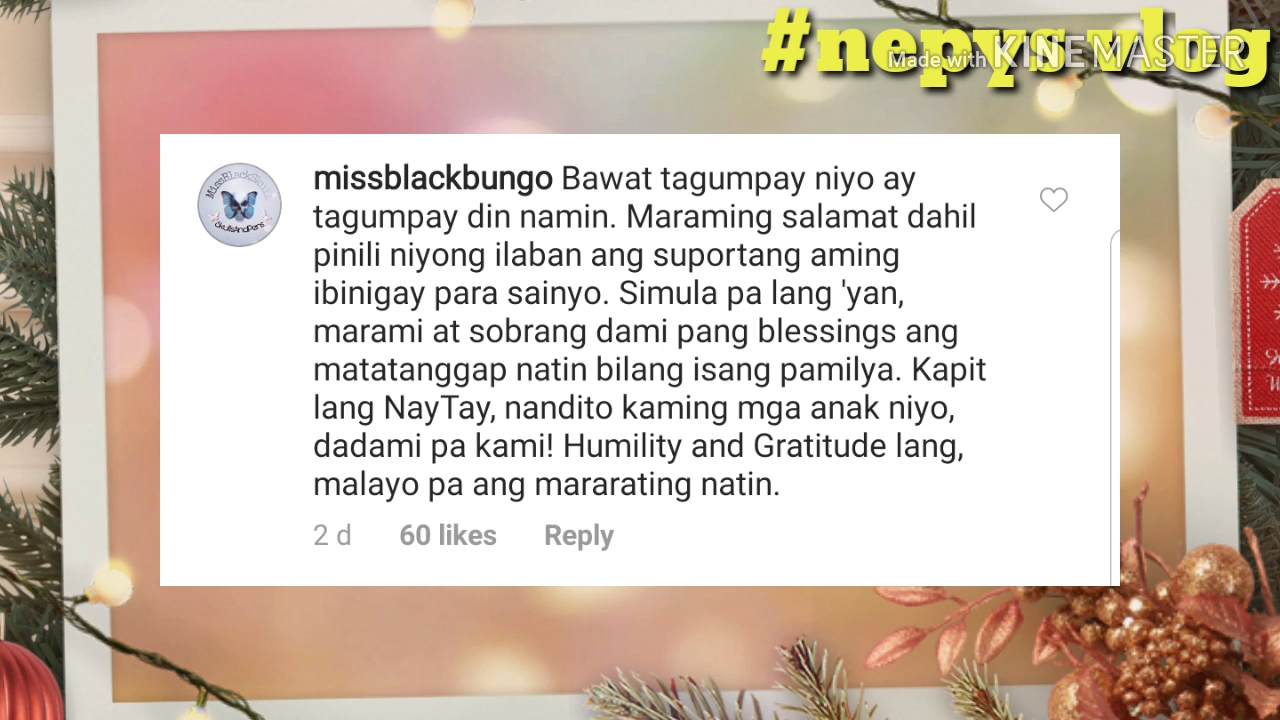 #nepys vlog
Made with KINEMASTER
missblackbungo Bawat tagumpay niyo ay
tagumpay din namin. Maraming salamat dahil
pinili niyong ilaban ang suportang aming
ibinigay para sainyo. Simula pa lang 'yan,
marami at sobrang dami pang blessings ang
matatanggap natin bilang isang pamilya. Kapit
lang NayTay, nandito kaming mga anak niyo,
dadami pa kami! Humility and Gratitude lang,
malayo pa ang mararating natin.
2 d 60 likes Reply